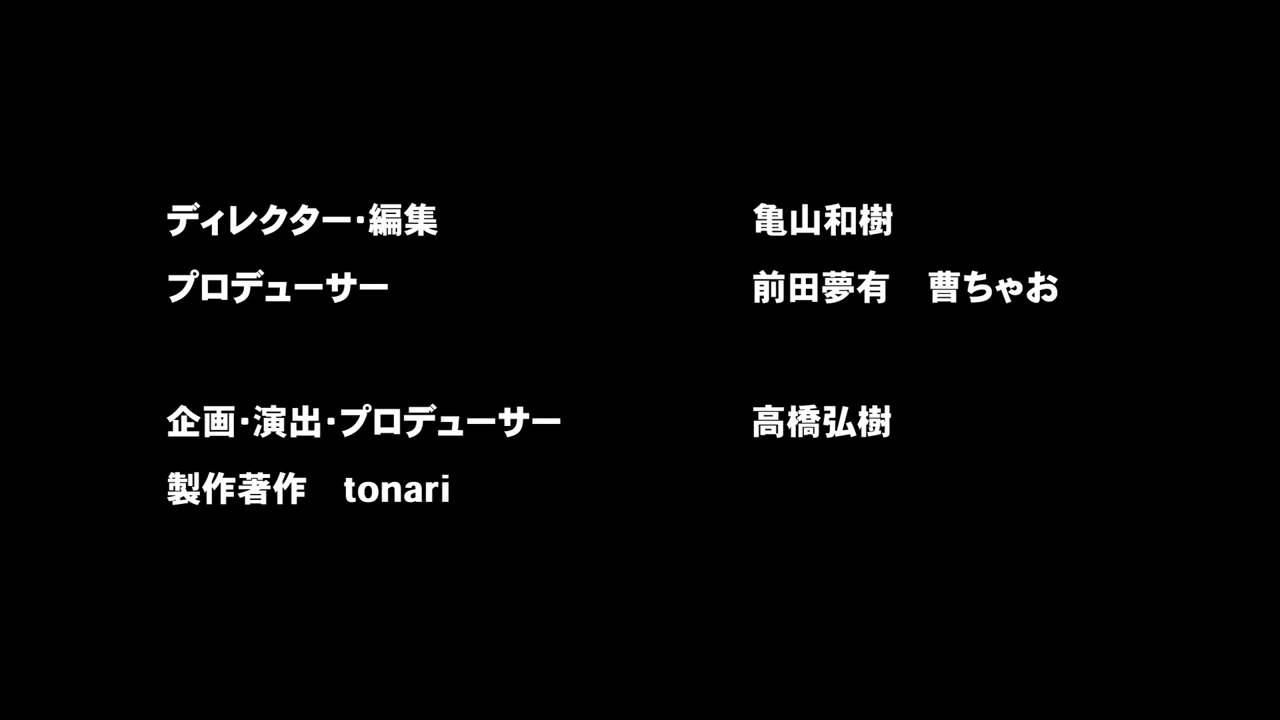 ディレクター・編集　亀山和樹
プロデューサー　前田夢有　曹ちゃお
企画・演出・プロデューサー　高橋弘樹
製作著作　tonari